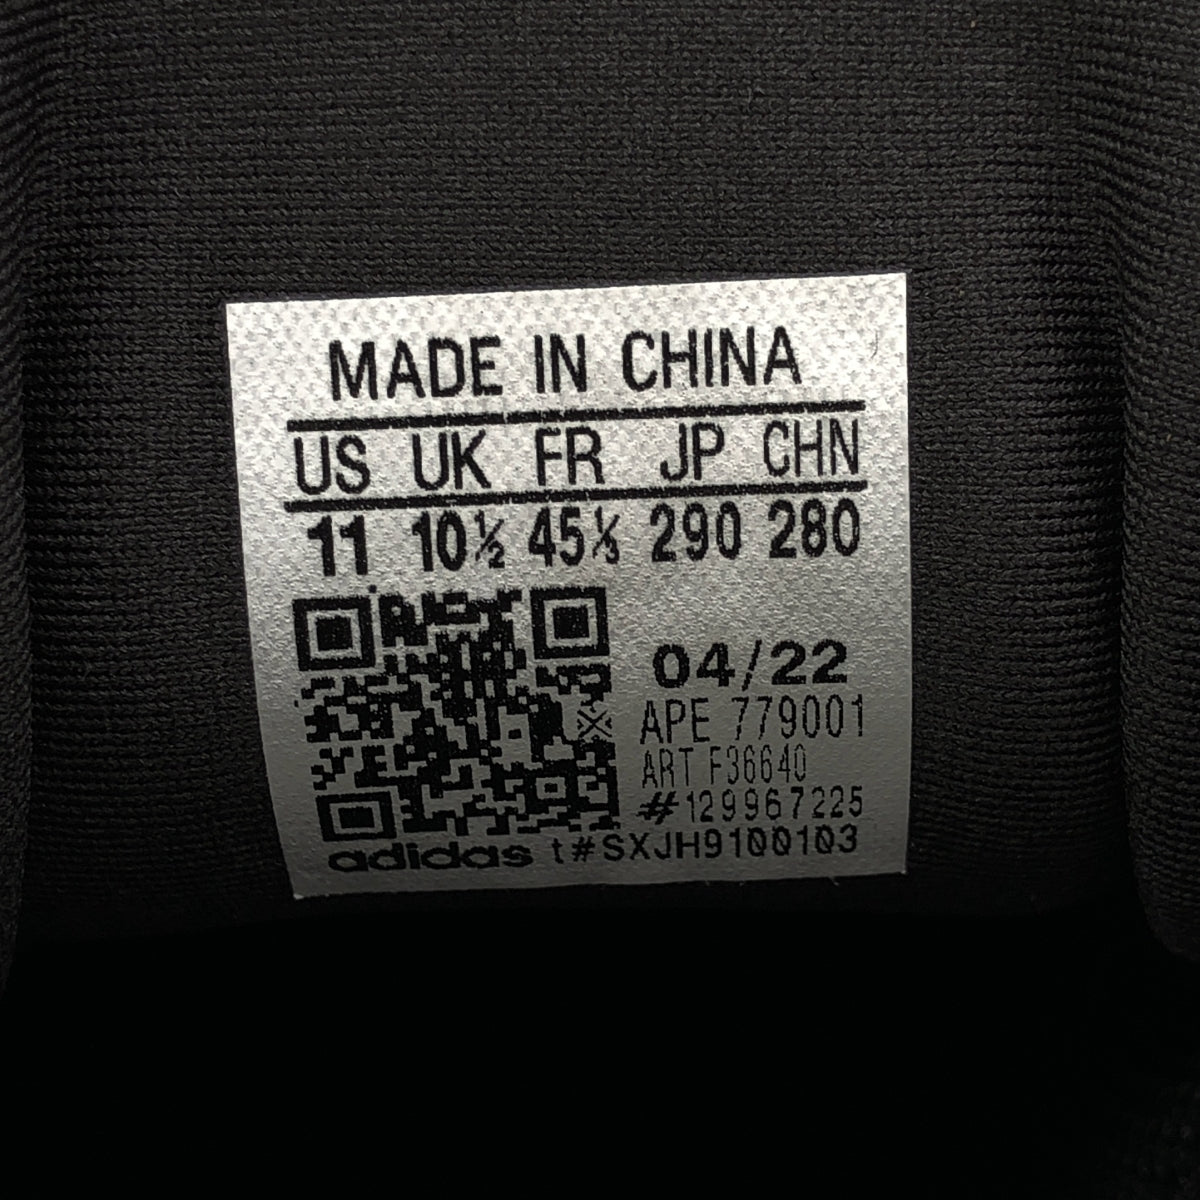 MADE IN CHINA
US UK FR JP CHN
11 10½ 45⅓ 290 280
04/22
APE 779001
ART F36640
#129967225
adidas t#SXJH9100103